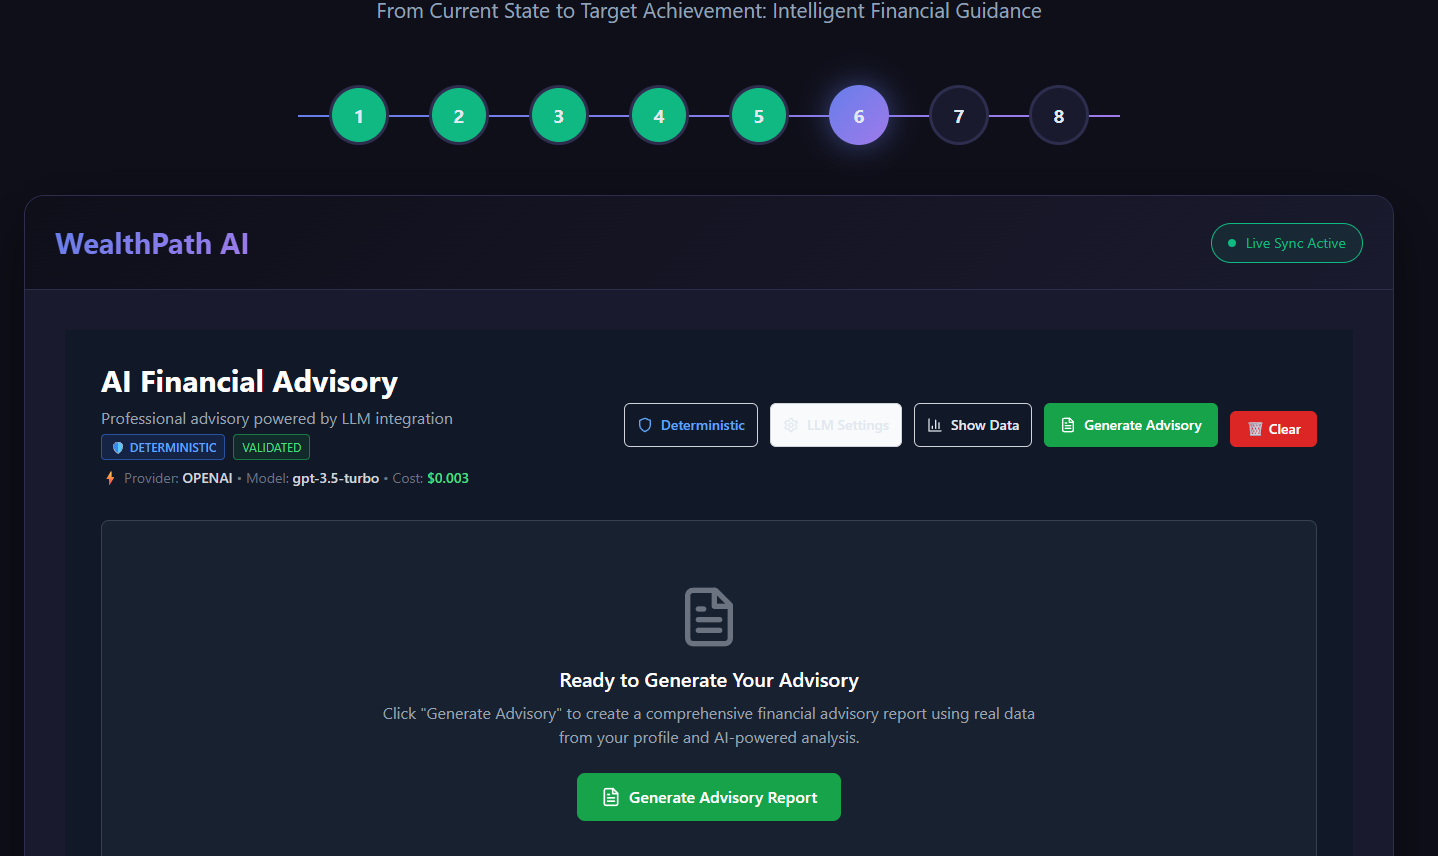 From Current State to Target Achievement: Intelligent Financial Guidance
1 2 3 4 5 6 7 8
WealthPath AI
Live Sync Active
AI Financial Advisory
Professional advisory powered by LLM integration
DETERMINISTIC VALIDATED
Provider: OPENAI • Model: gpt-3.5-turbo • Cost: $0.003
Deterministic LLM Settings Show Data Generate Advisory Clear
Ready to Generate Your Advisory
Click "Generate Advisory" to create a comprehensive financial advisory report using real data
from your profile and AI-powered analysis.
Generate Advisory Report